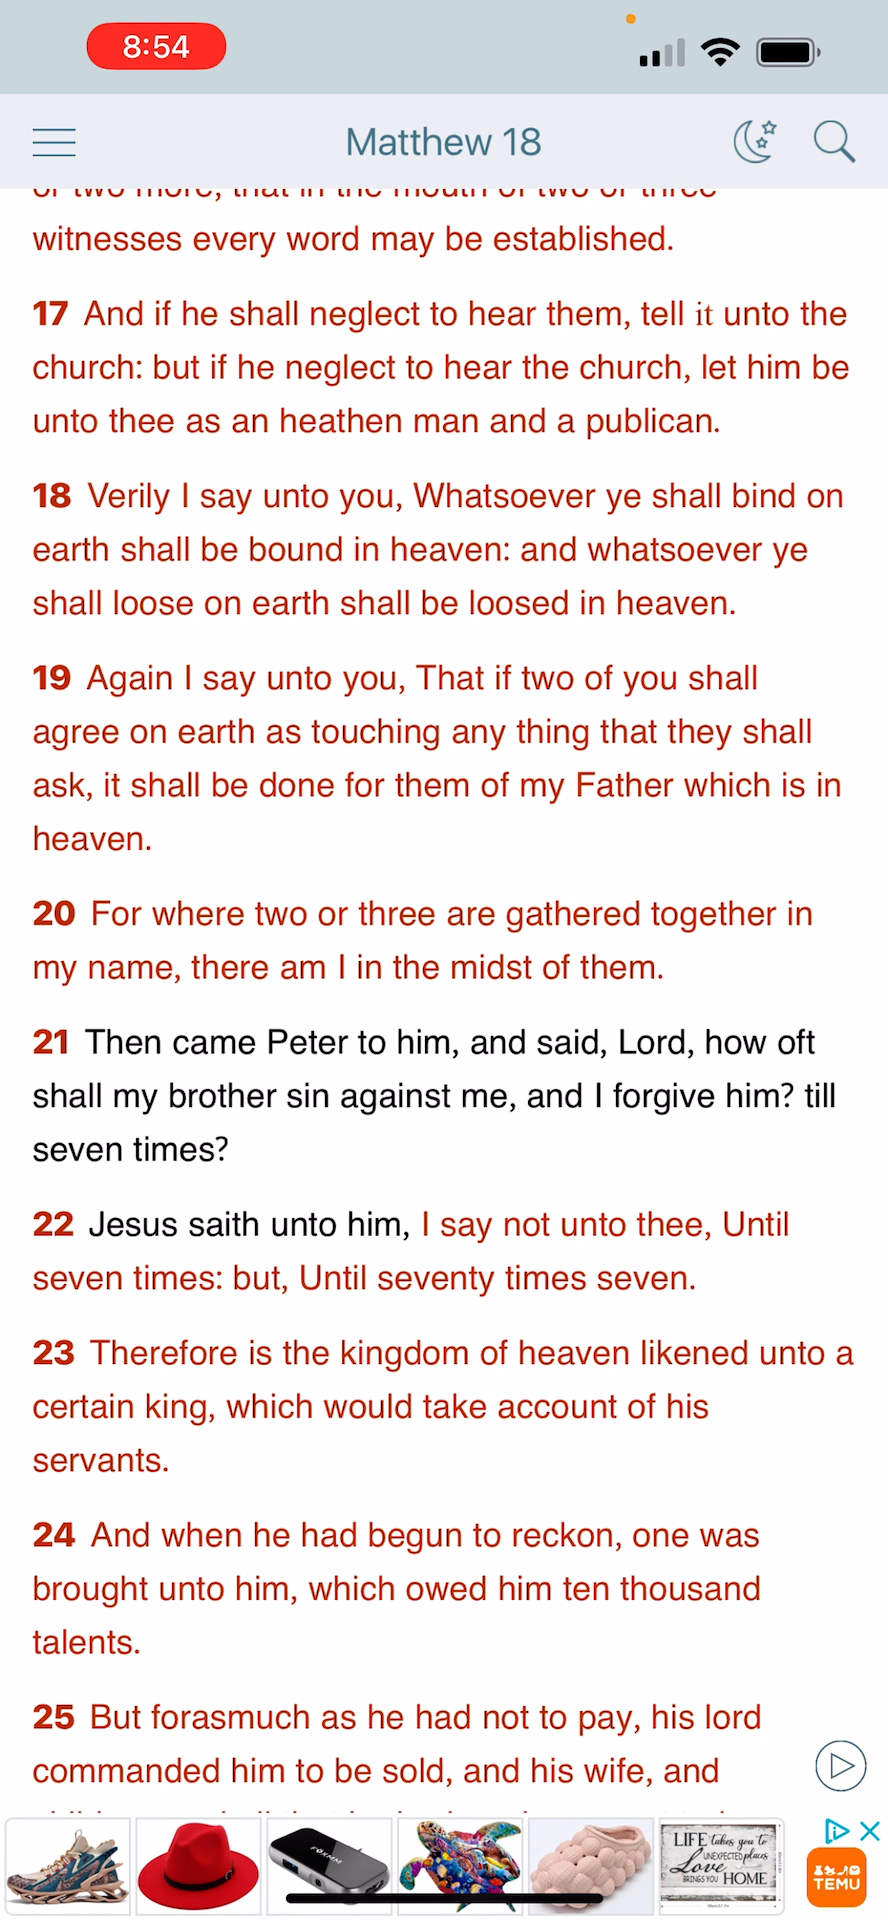 8:54
Matthew 18
or two more, that in the mouth of two or three
witnesses every word may be established.
17 And if he shall neglect to hear them, tell it unto the
church: but if he neglect to hear the church, let him be
unto thee as an heathen man and a publican.
18 Verily I say unto you, Whatsoever ye shall bind on
earth shall be bound in heaven: and whatsoever ye
shall loose on earth shall be loosed in heaven.
19 Again I say unto you, That if two of you shall
agree on earth as touching any thing that they shall
ask, it shall be done for them of my Father which is in
heaven.
20 For where two or three are gathered together in
my name, there am I in the midst of them.
21 Then came Peter to him, and said, Lord, how oft
shall my brother sin against me, and I forgive him? till
seven times?
22 Jesus saith unto him, I say not unto thee, Until
seven times: but, Until seventy times seven.
23 Therefore is the kingdom of heaven likened unto a
certain king, which would take account of his
servants.
24 And when he had begun to reckon, one was
brought unto him, which owed him ten thousand
talents.
25 But forasmuch as he had not to pay, his lord
commanded him to be sold, and his wife, and
FOXMM
LIFE takes you to
UNEXPECTED places
Love
BRINGS YOU HOME
TEMU